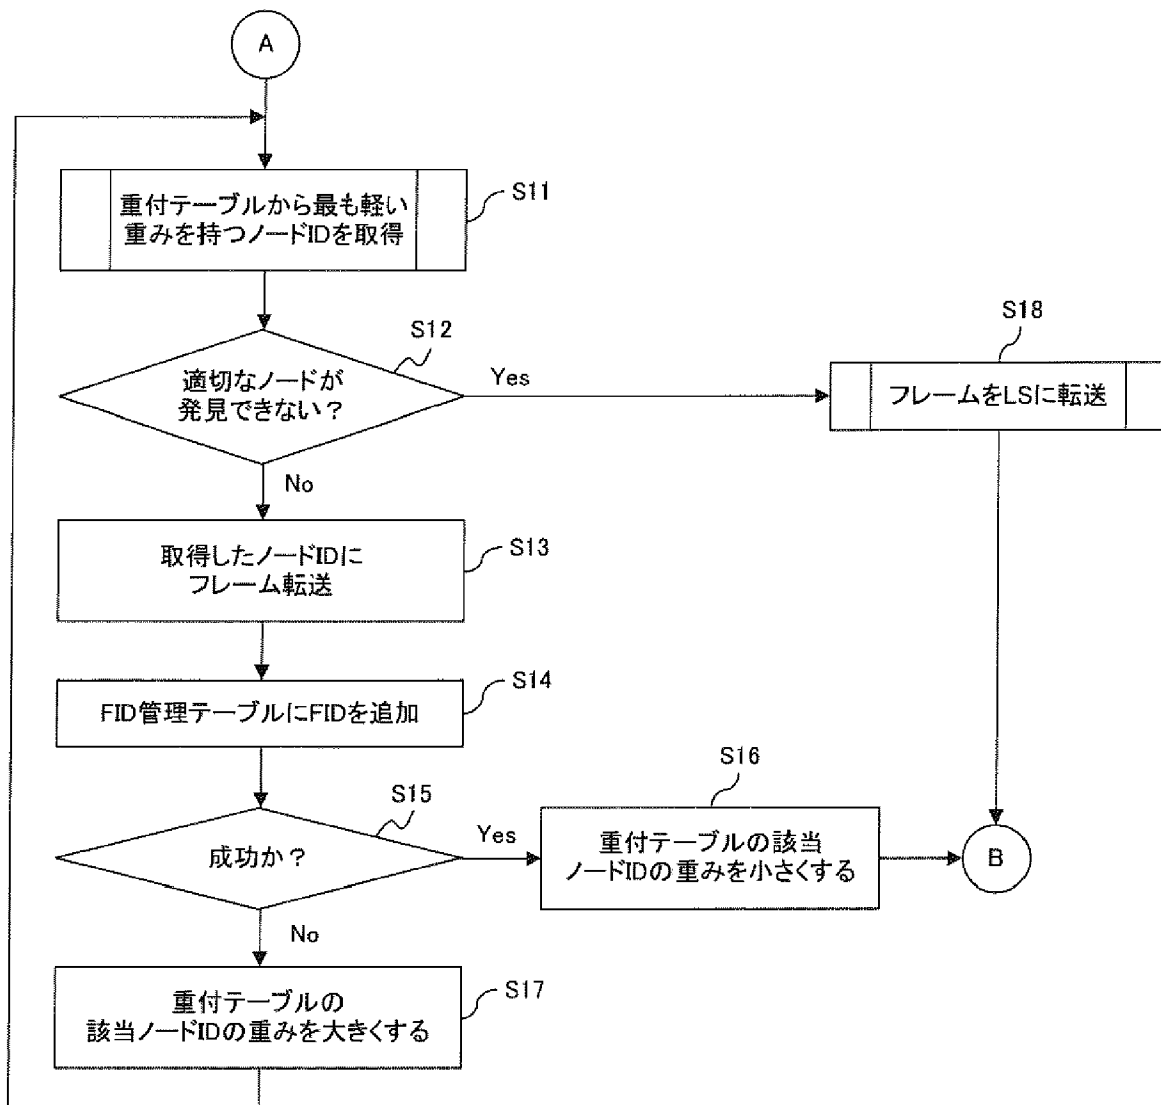 A
重付テーブルから最も軽い
重みを持つノードIDを取得
S11
S12
適切なノードが
発見できない？
Yes
S18
フレームをLSに転送
No
取得したノードIDに
フレーム転送
S13
FID管理テーブルにFIDを追加
S14
S15
成功か？
Yes
S16
重付テーブルの該当
ノードIDの重みを小さくする
B
No
重付テーブルの
該当ノードIDの重みを大きくする
S17